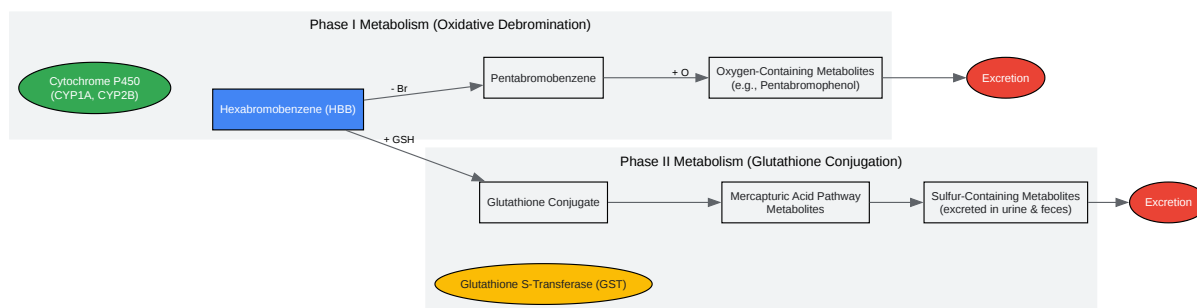 Phase I Metabolism (Oxidative Debromination)
Cytochrome P450
(CYP1A, CYP2B)
Hexabromobenzene (HBB)
- Br
Pentabromobenzene
+ O
Oxygen-Containing Metabolites
(e.g., Pentabromophenol)
Excretion
+ GSH
Phase II Metabolism (Glutathione Conjugation)
Glutathione Conjugate
Mercapturic Acid Pathway
Metabolites
Sulfur-Containing Metabolites
(excreted in urine & feces)
Excretion
Glutathione S-Transferase (GST)